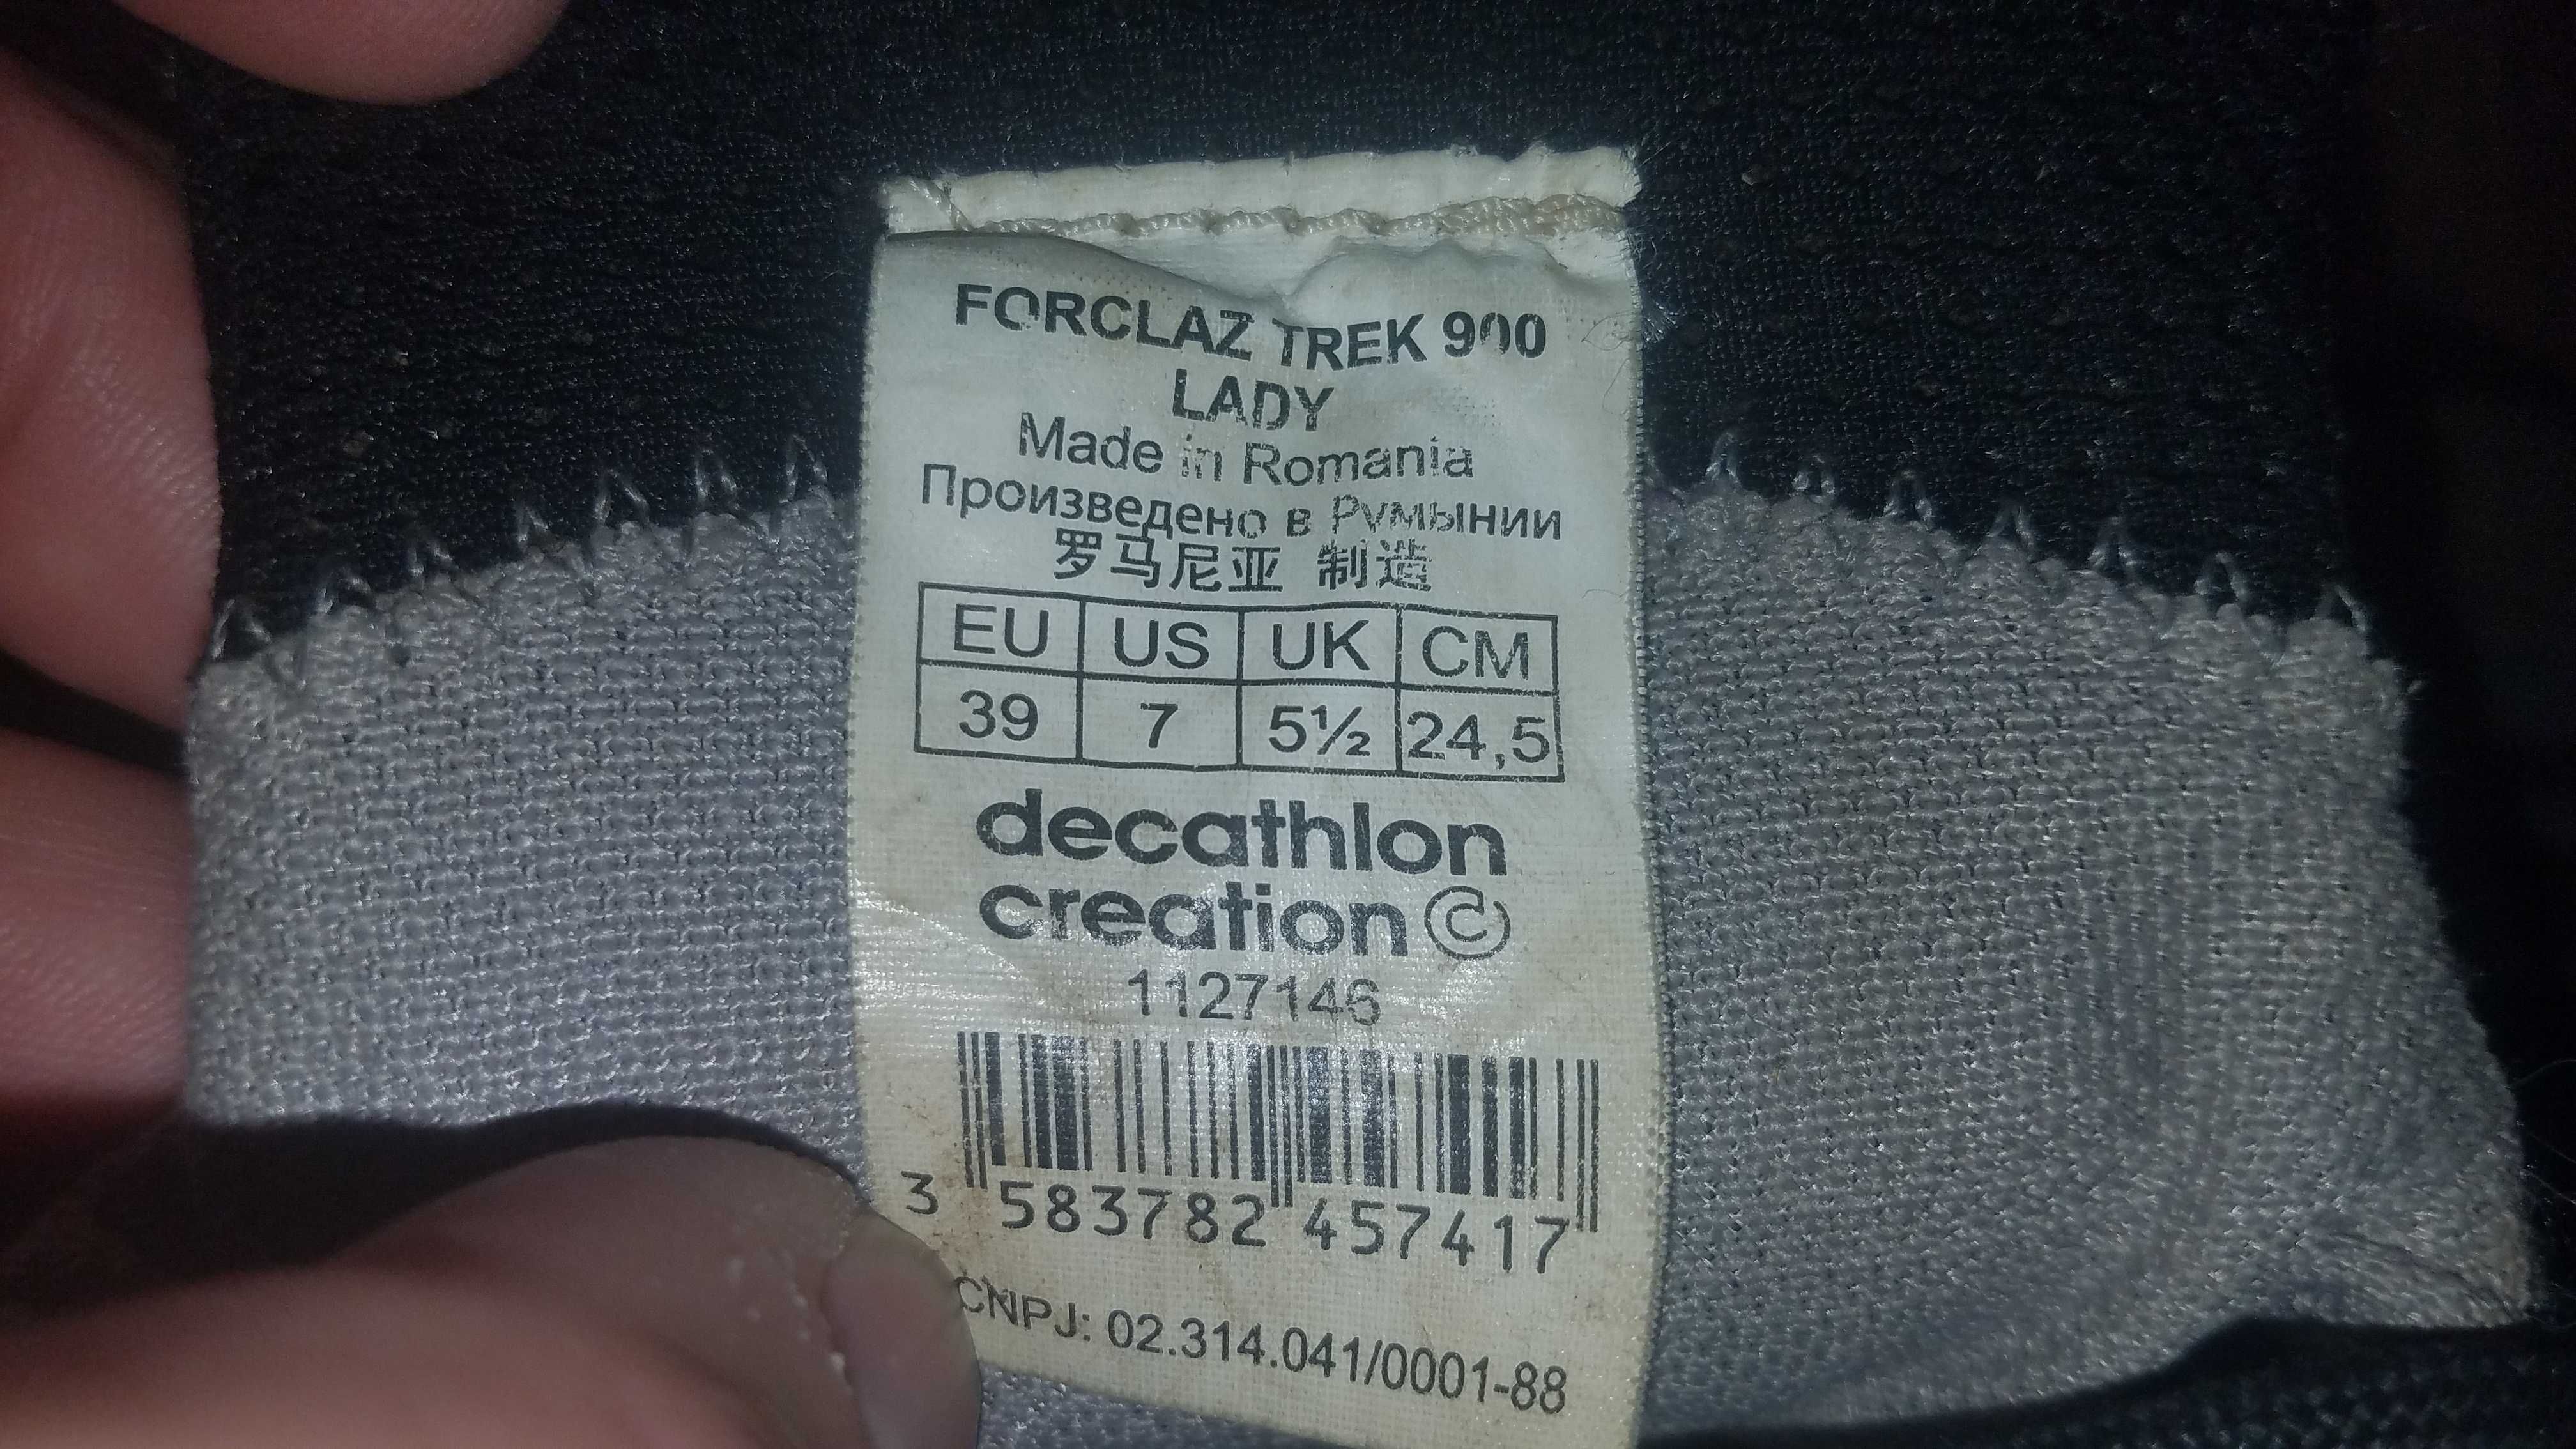 FORCLAZ TREK 900
LADY
Made in Romania
Произведено в Румынии
罗马尼亚 制造
EU US UK CM
39 7 5½ 24,5
decathlon
creation©
1127146
3 583782 457417
CNPJ: 02.314.041/0001-88